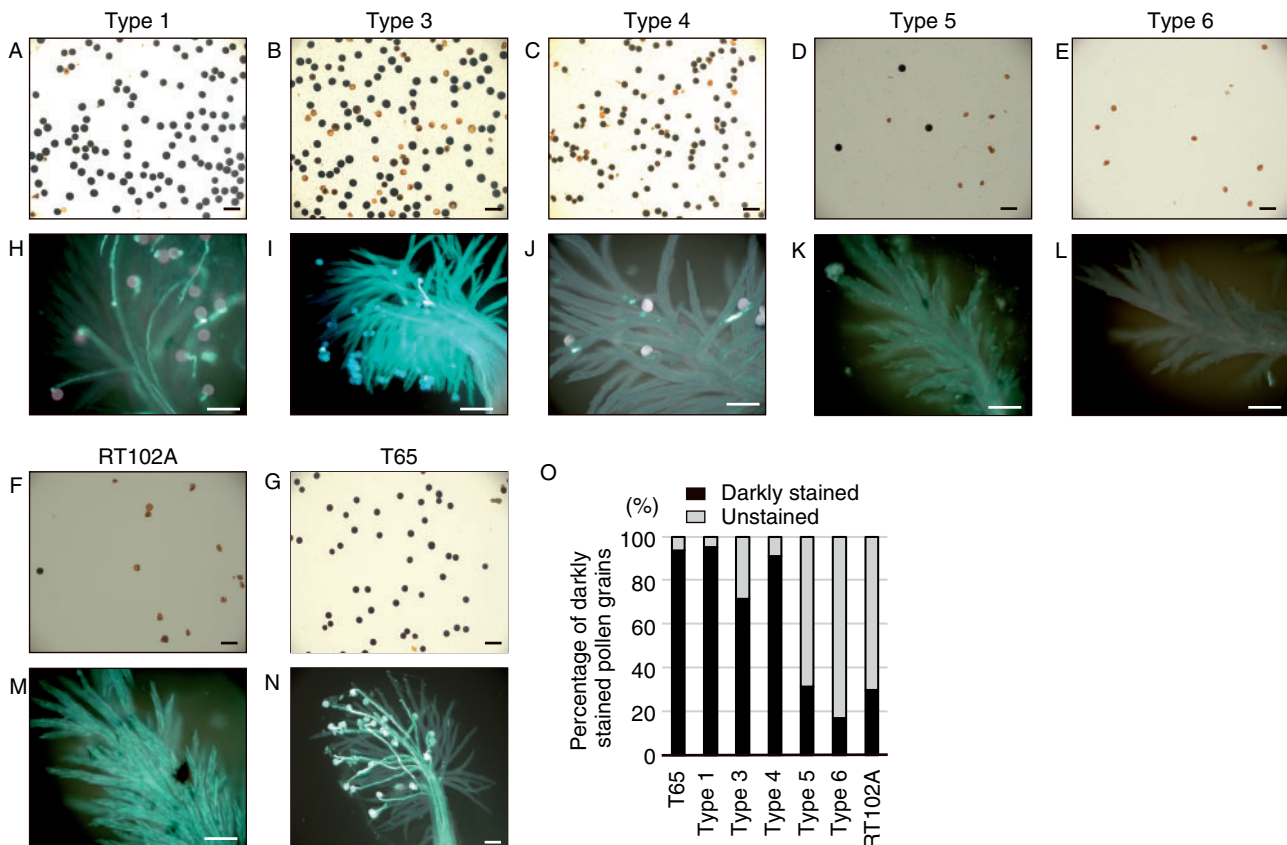 Type 1
Type 3
Type 4
Type 5
Type 6
A
B
C
D
E
H
I
J
K
L
RT102A
T65
F
G
M
N
O
(%)
Darkly stained
Unstained
Percentage of darkly
stained pollen grains
100
80
60
40
20
0
T65
Type 1
Type 3
Type 4
Type 5
Type 6
RT102A